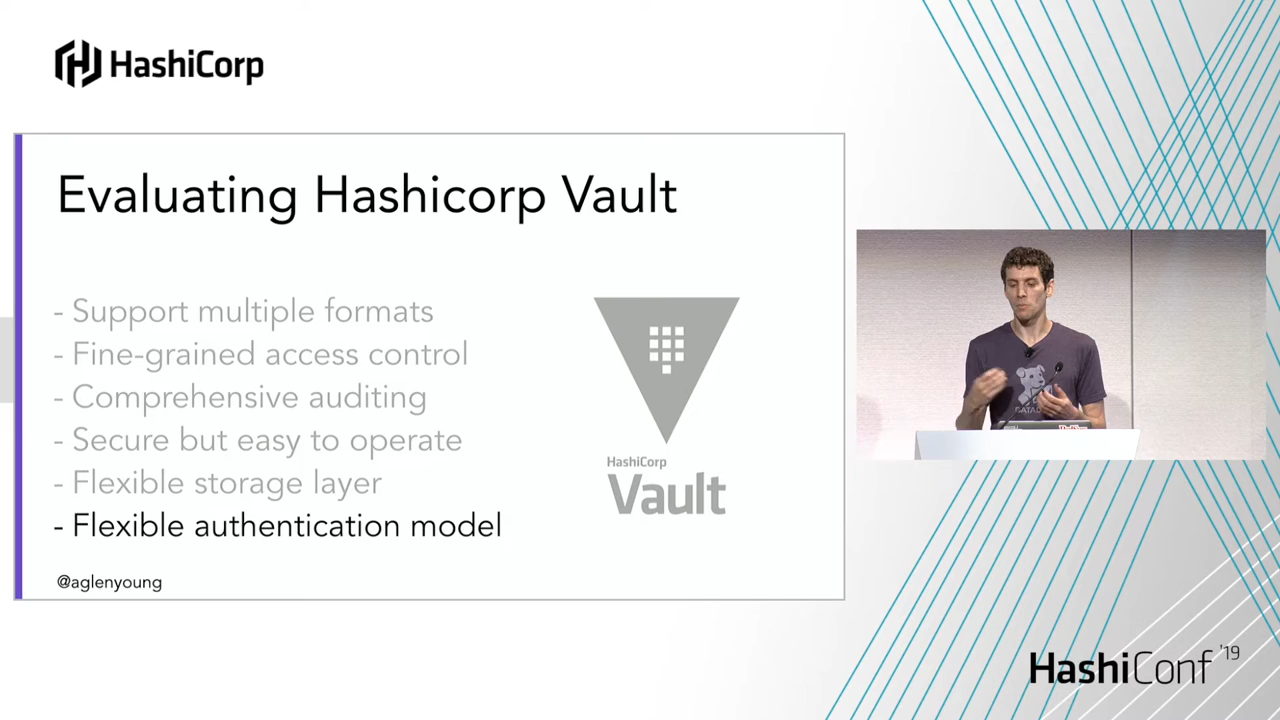 HashiCorp
Evaluating Hashicorp Vault
- Support multiple formats
- Fine-grained access control
- Comprehensive auditing
- Secure but easy to operate
- Flexible storage layer
- Flexible authentication model
HashiCorp
Vault
@aglenyoung
HashiConf '19